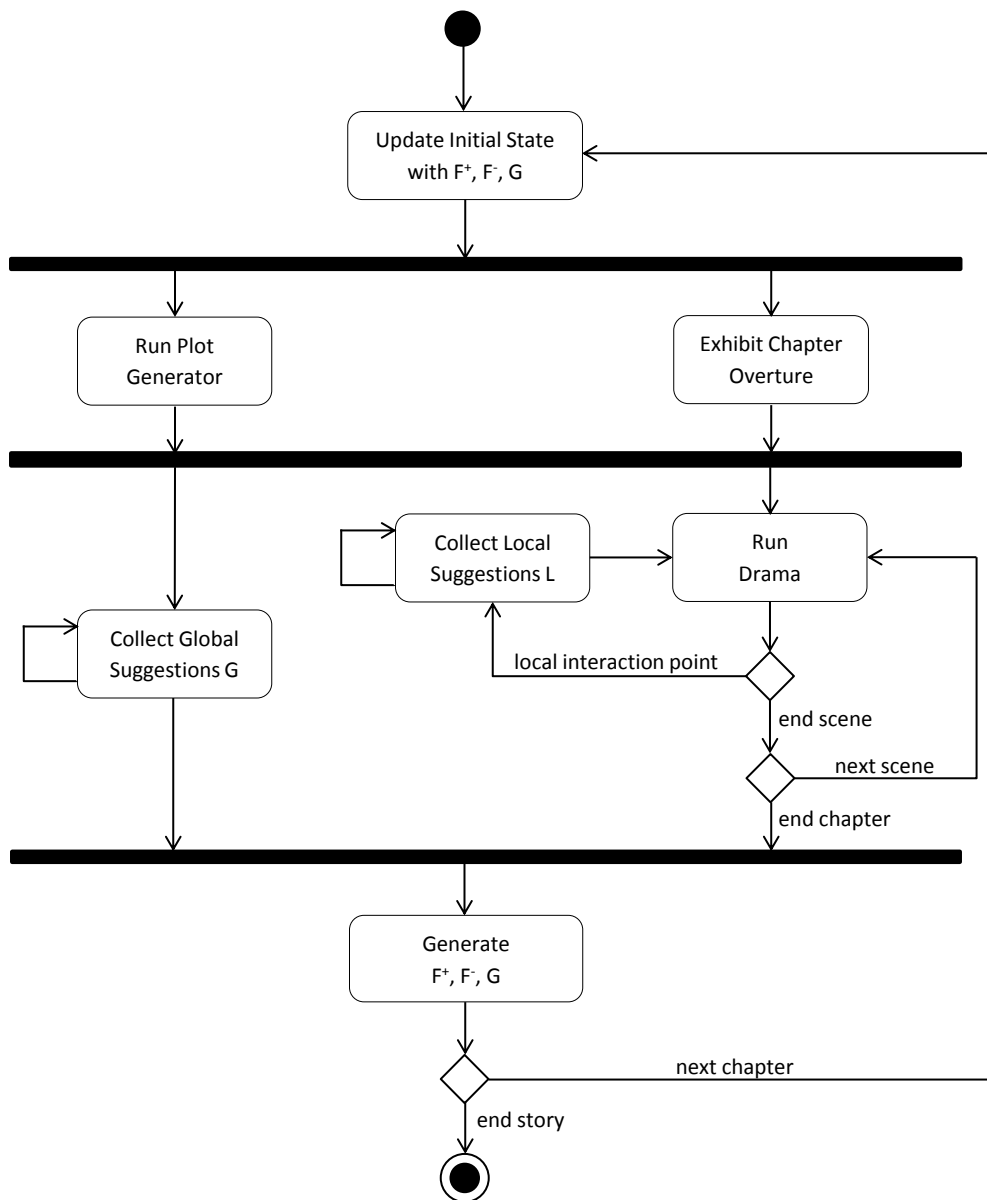 Update Initial State
with F⁺, F⁻, G
Run Plot
Generator
Exhibit Chapter
Overture
Collect Local
Suggestions L
Run
Drama
Collect Global
Suggestions G
local interaction point
end scene
next scene
end chapter
Generate
F⁺, F⁻, G
next chapter
end story